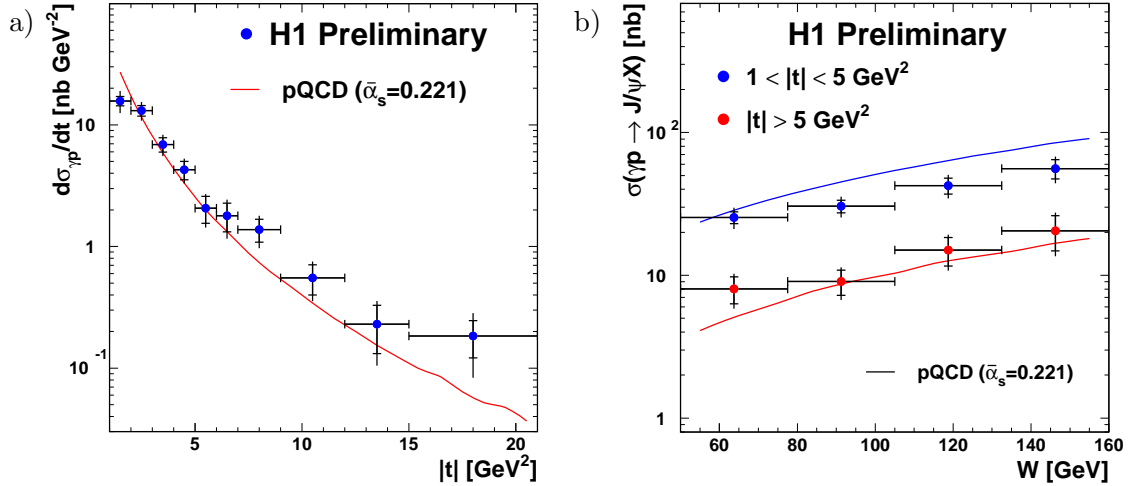 a)
dσγp/dt [nb GeV⁻²]
H1 Preliminary
pQCD (ᾱs=0.221)
10
1
10⁻¹
5 10 15 20
|t| [GeV²]
b)
σ(γp → J/ψX) [nb]
H1 Preliminary
1 < |t| < 5 GeV²
|t| > 5 GeV²
10²
10
1
pQCD (ᾱs=0.221)
60 80 100 120 140 160
W [GeV]